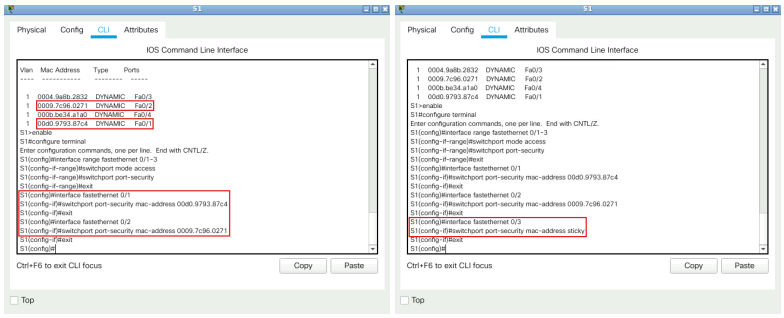 S1
Physical Config CLI Attributes
IOS Command Line Interface
Vlan Mac Address Type Ports
---- ----------- -------- -----
1 0004.9a8b.2832 DYNAMIC Fa0/3
1 0009.7c96.0271 DYNAMIC Fa0/2
1 000b.be34.a1a0 DYNAMIC Fa0/4
1 00d0.9793.87c4 DYNAMIC Fa0/1
S1>enable
S1#configure terminal
Enter configuration commands, one per line. End with CNTL/Z.
S1(config)#interface range fastethernet 0/1-3
S1(config-if-range)#switchport mode access
S1(config-if-range)#switchport port-security
S1(config-if-range)#exit
S1(config)#interface fastethernet 0/1
S1(config-if)#switchport port-security mac-address 00d0.9793.87c4
S1(config-if)#exit
S1(config)#interface fastethernet 0/2
S1(config-if)#switchport port-security mac-address 0009.7c96.0271
S1(config-if)#exit
S1(config)#
Ctrl+F6 to exit CLI focus
Copy Paste
Top
S1
Physical Config CLI Attributes
IOS Command Line Interface
1 0004.9a8b.2832 DYNAMIC Fa0/3
1 0009.7c96.0271 DYNAMIC Fa0/2
1 000b.be34.a1a0 DYNAMIC Fa0/4
1 00d0.9793.87c4 DYNAMIC Fa0/1
S1>enable
S1#configure terminal
Enter configuration commands, one per line. End with CNTL/Z.
S1(config)#interface range fastethernet 0/1-3
S1(config-if-range)#switchport mode access
S1(config-if-range)#switchport port-security
S1(config-if-range)#exit
S1(config)#interface fastethernet 0/1
S1(config-if)#switchport port-security mac-address 00d0.9793.87c4
S1(config-if)#exit
S1(config)#interface fastethernet 0/2
S1(config-if)#switchport port-security mac-address 0009.7c96.0271
S1(config-if)#exit
S1(config)#interface fastethernet 0/3
S1(config-if)#switchport port-security mac-address sticky
S1(config-if)#exit
S1(config)#
Ctrl+F6 to exit CLI focus
Copy Paste
Top